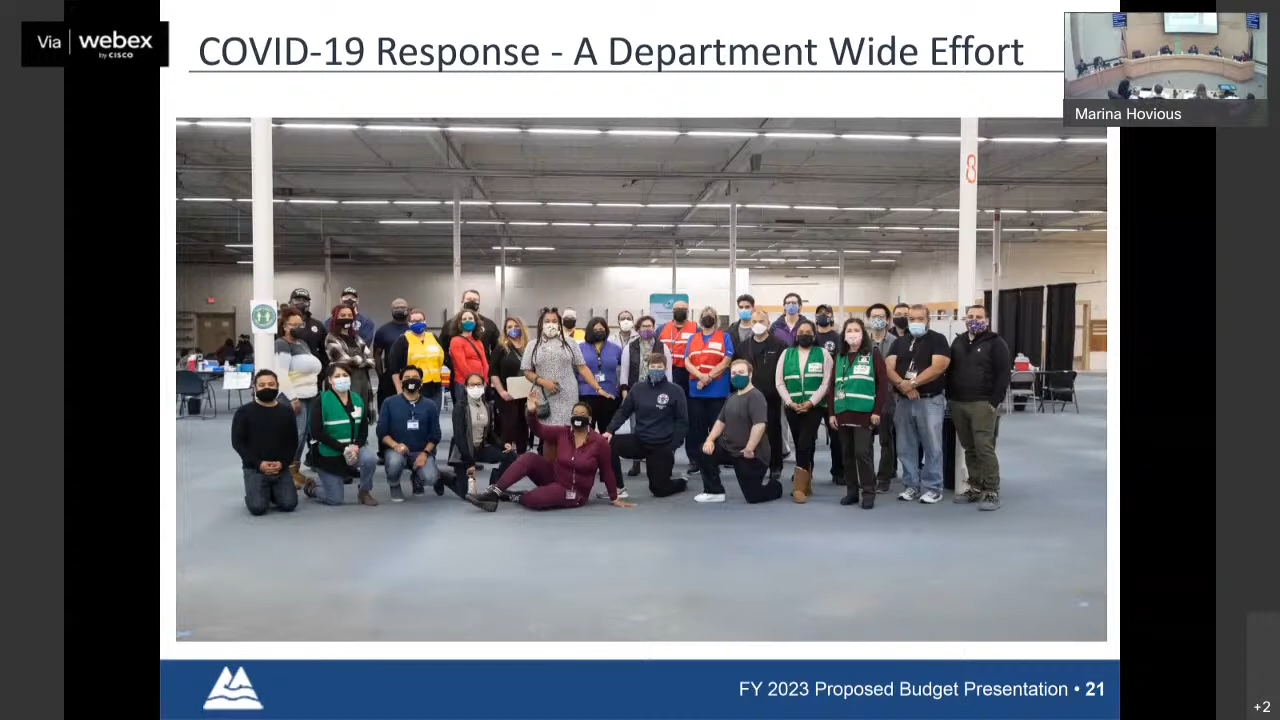 Via webex
by CISCO
COVID-19 Response - A Department Wide Effort
Marina Hovious
8
FY 2023 Proposed Budget Presentation • 21
+2